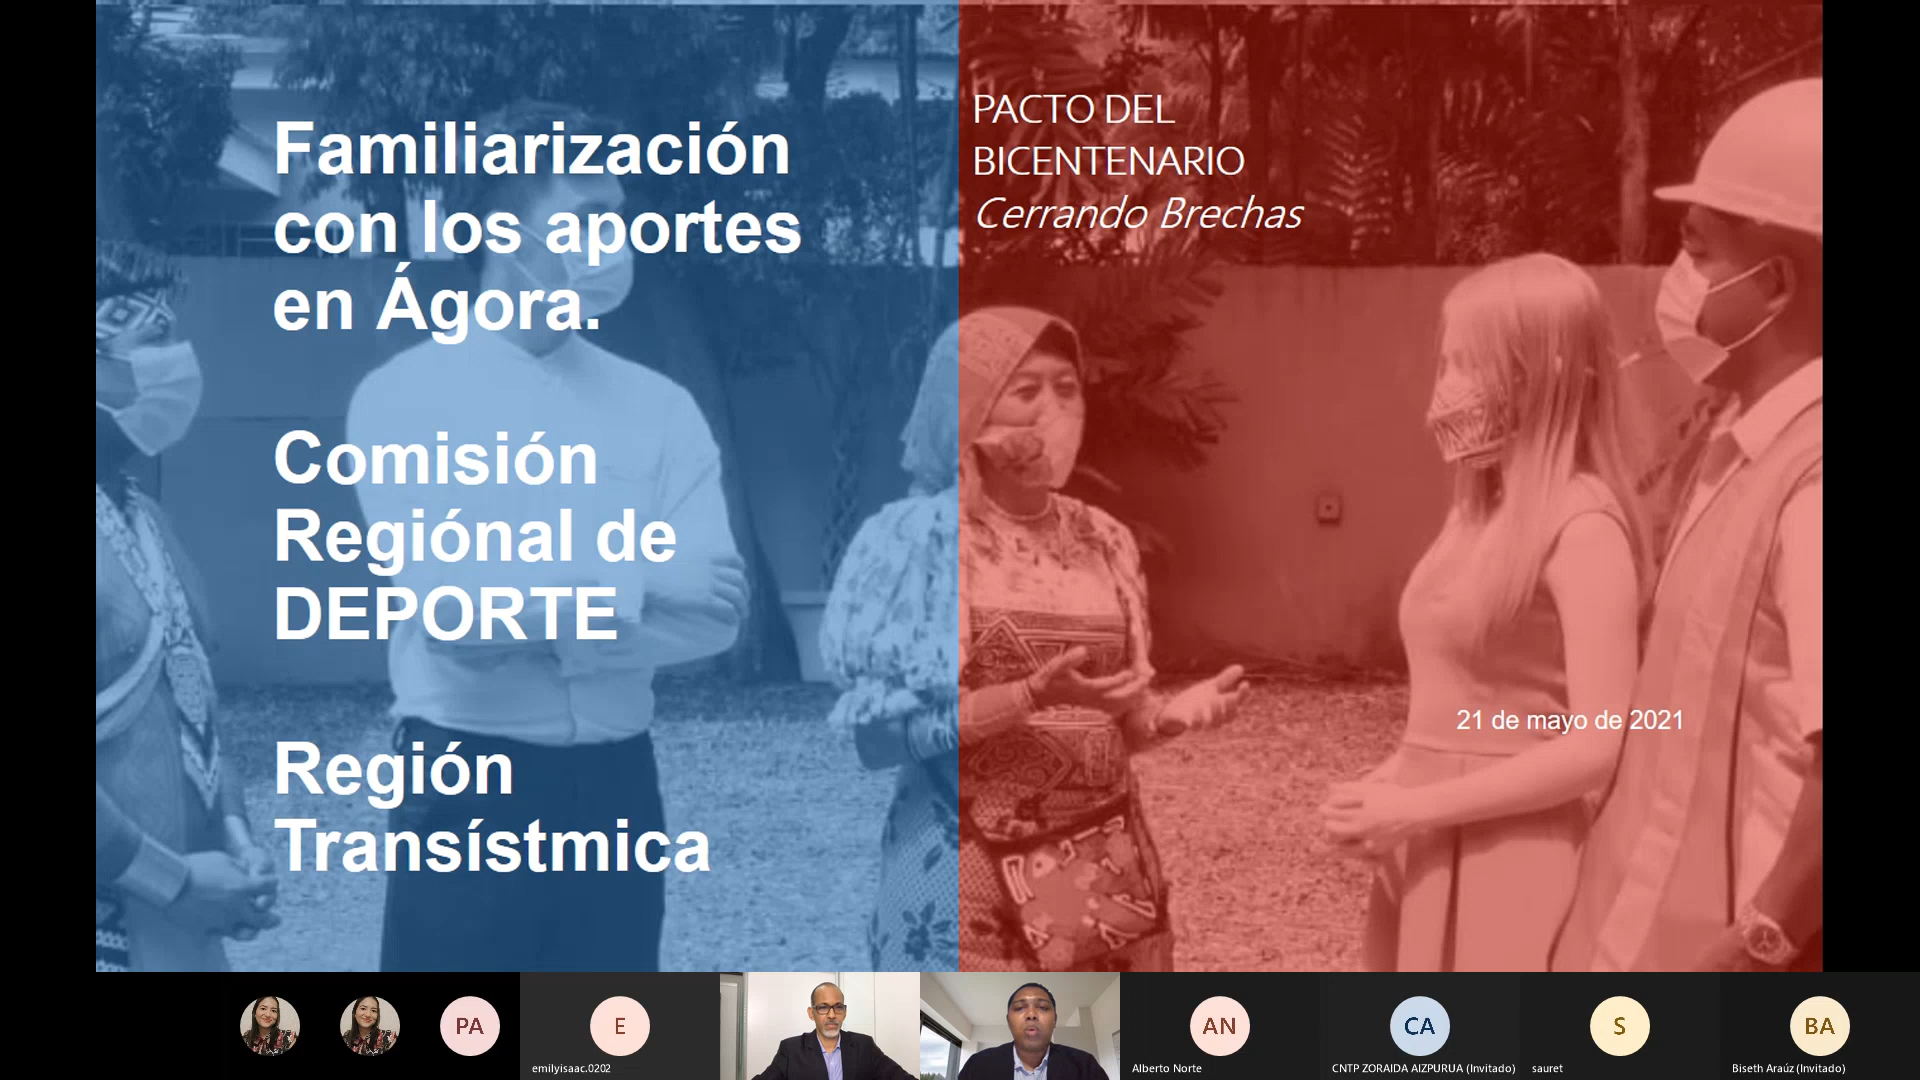 Familiarización
con los aportes
en Ágora.
Comisión
Regiónal de
DEPORTE
Región
Transístmica
PACTO DEL
BICENTENARIO
Cerrando Brechas
21 de mayo de 2021
PA
E
emilyisaac.0202
AN
Alberto Norte
CA
CNTP ZORAIDA AIZPURUA (Invitado)
S
sauret
BA
Biseth Araúz (Invitado)